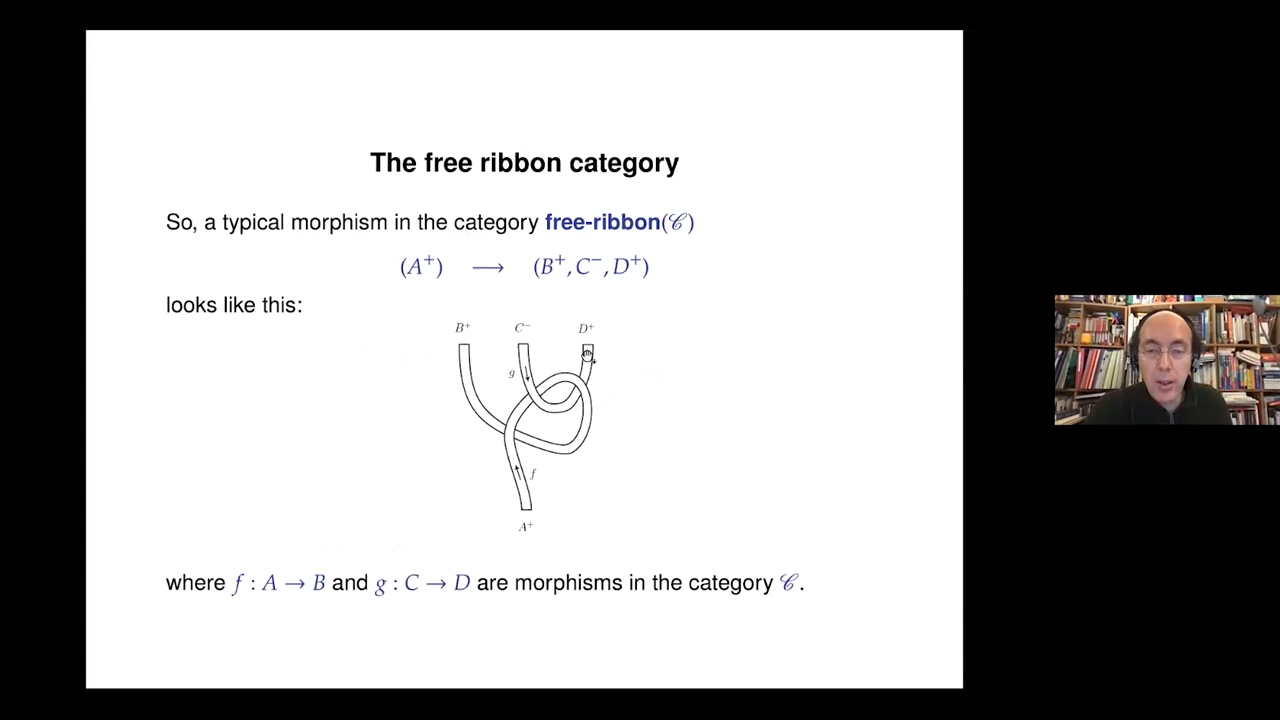 The free ribbon category
So, a typical morphism in the category free-ribbon(𝒞)
(A⁺) ⟶ (B⁺, C⁻, D⁺)
looks like this:
B⁺ C⁻ D⁺
g
f
A⁺
where f : A → B and g : C → D are morphisms in the category 𝒞.